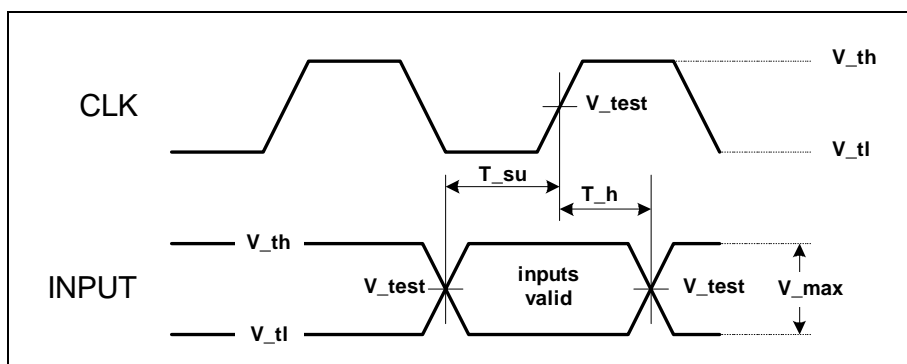 V_th
CLK
V_test
V_tl
T_su
T_h
V_th
INPUT
V_test
inputs
valid
V_test
V_max
V_tl